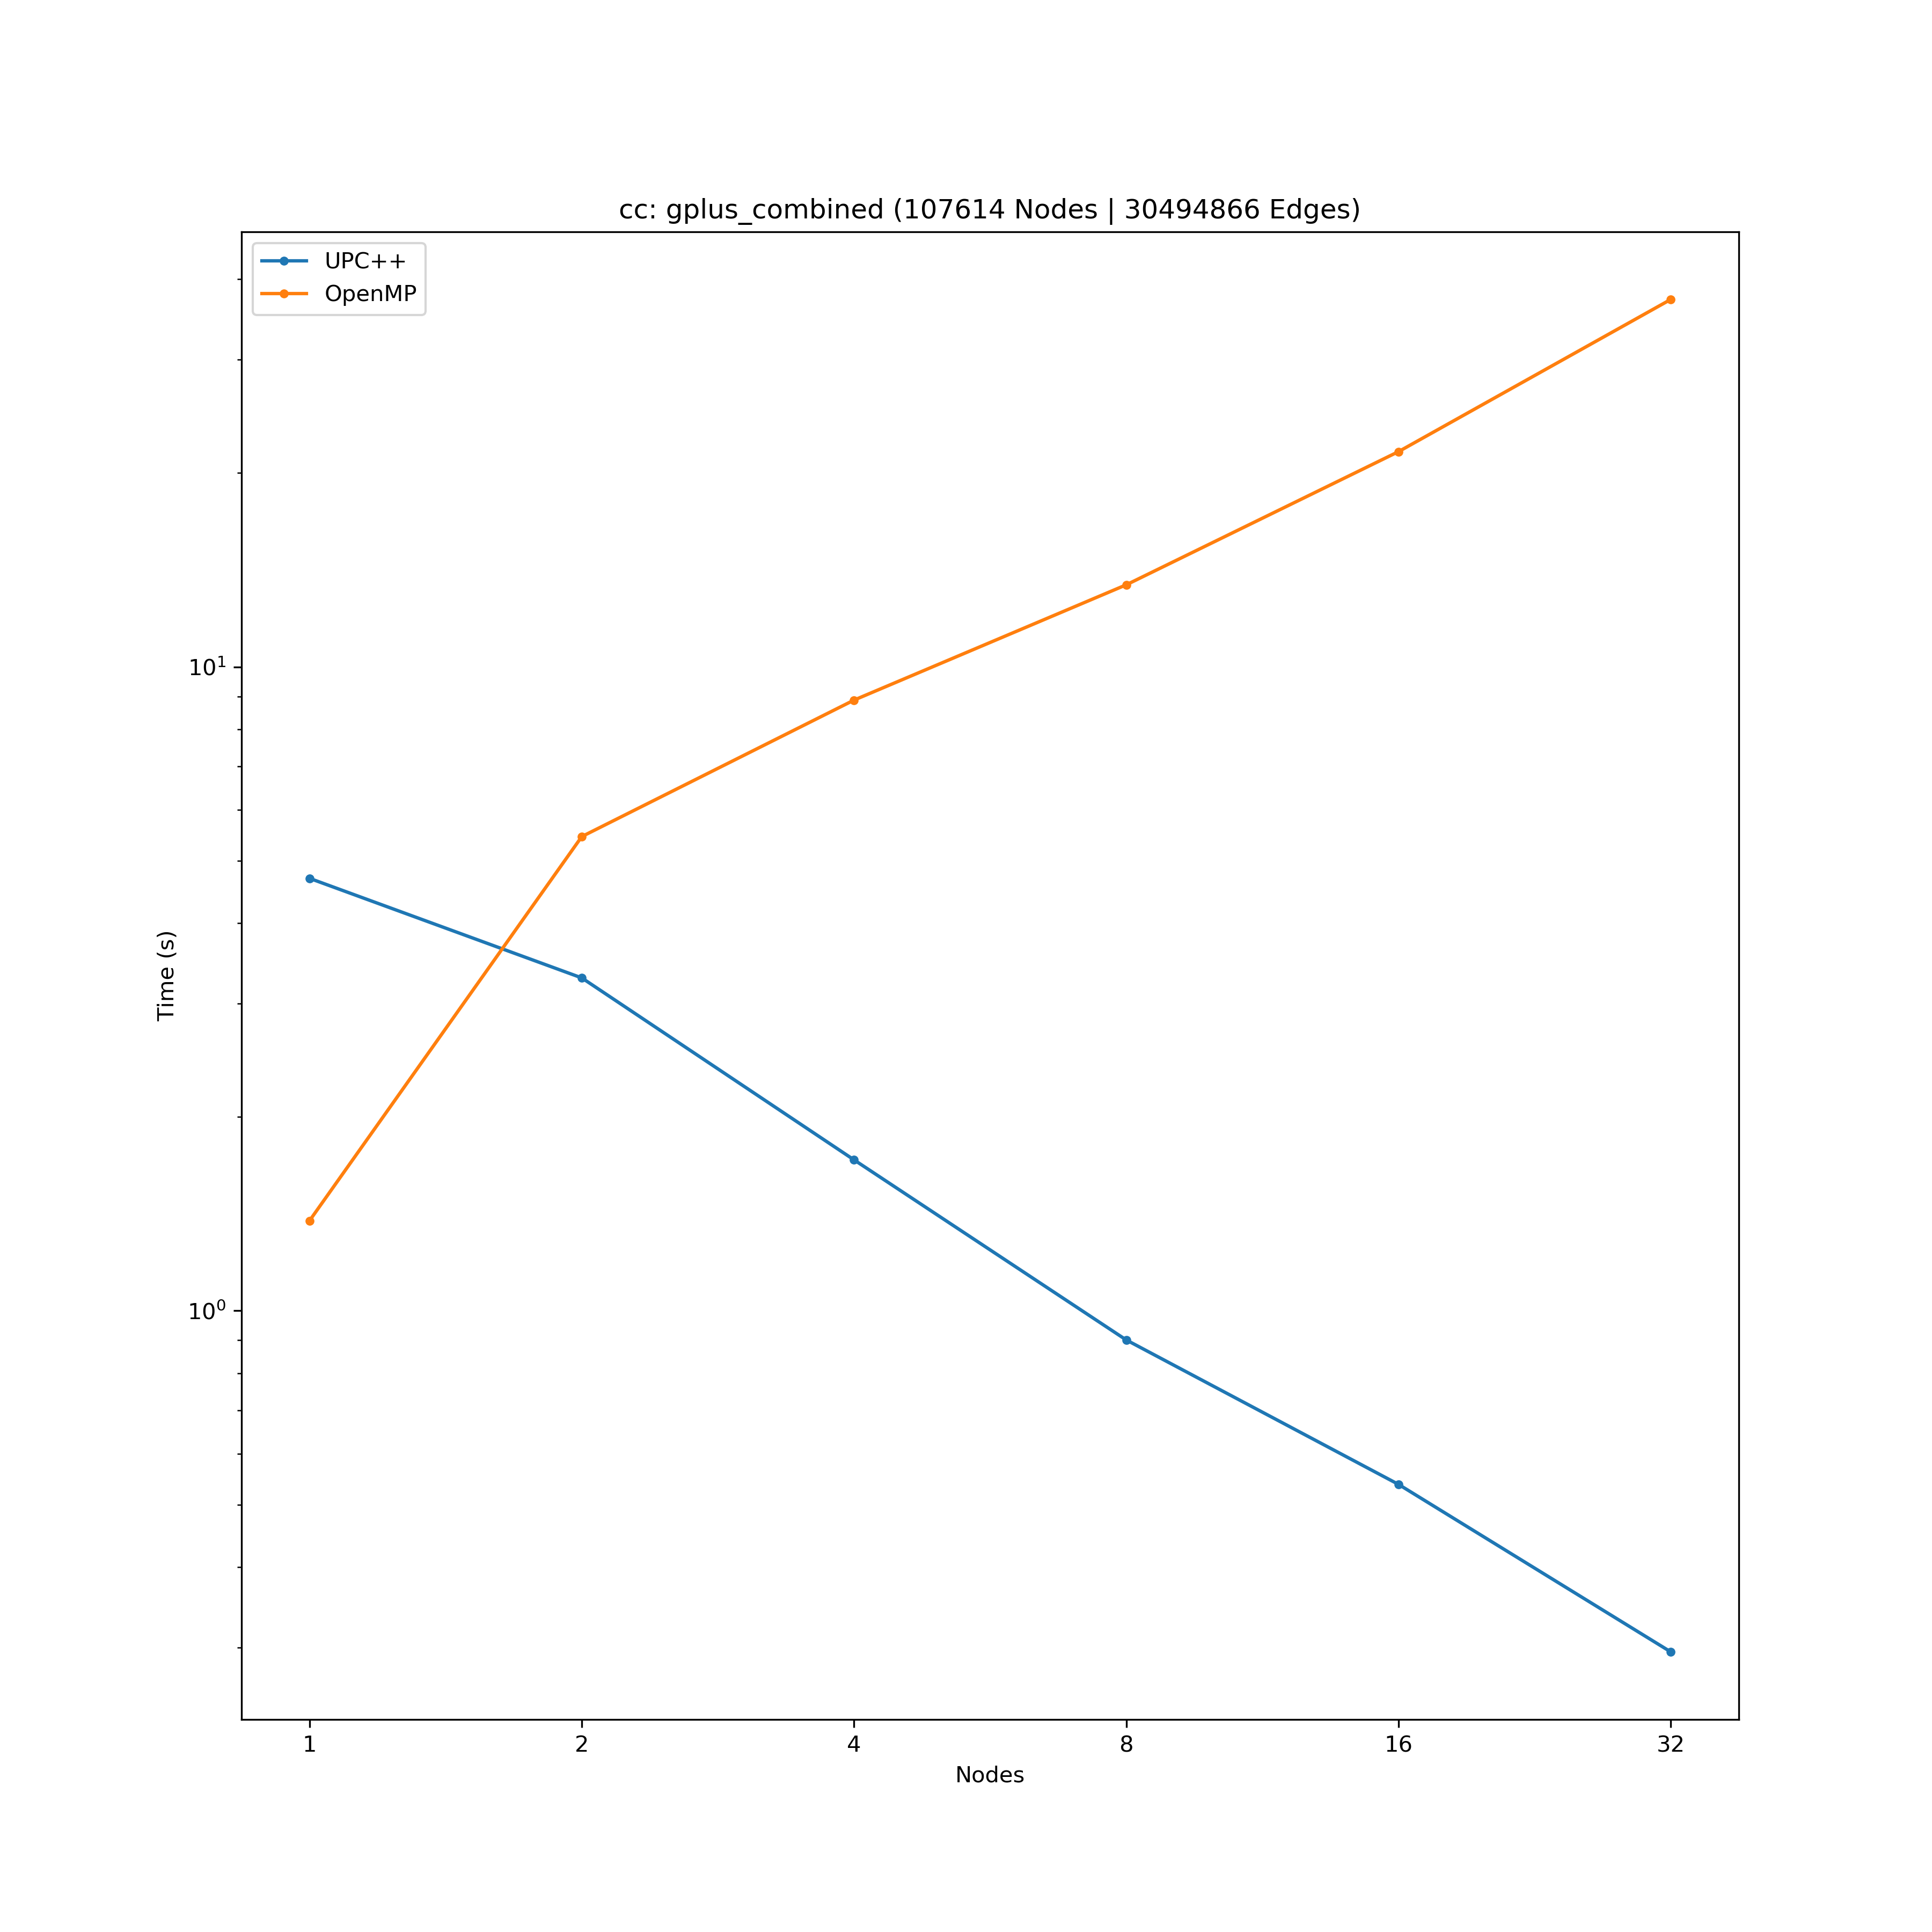 cc: gplus_combined (107614 Nodes | 30494866 Edges)
UPC++
OpenMP
10¹
10⁰
Time (s)
1 2 4 8 16 32
Nodes